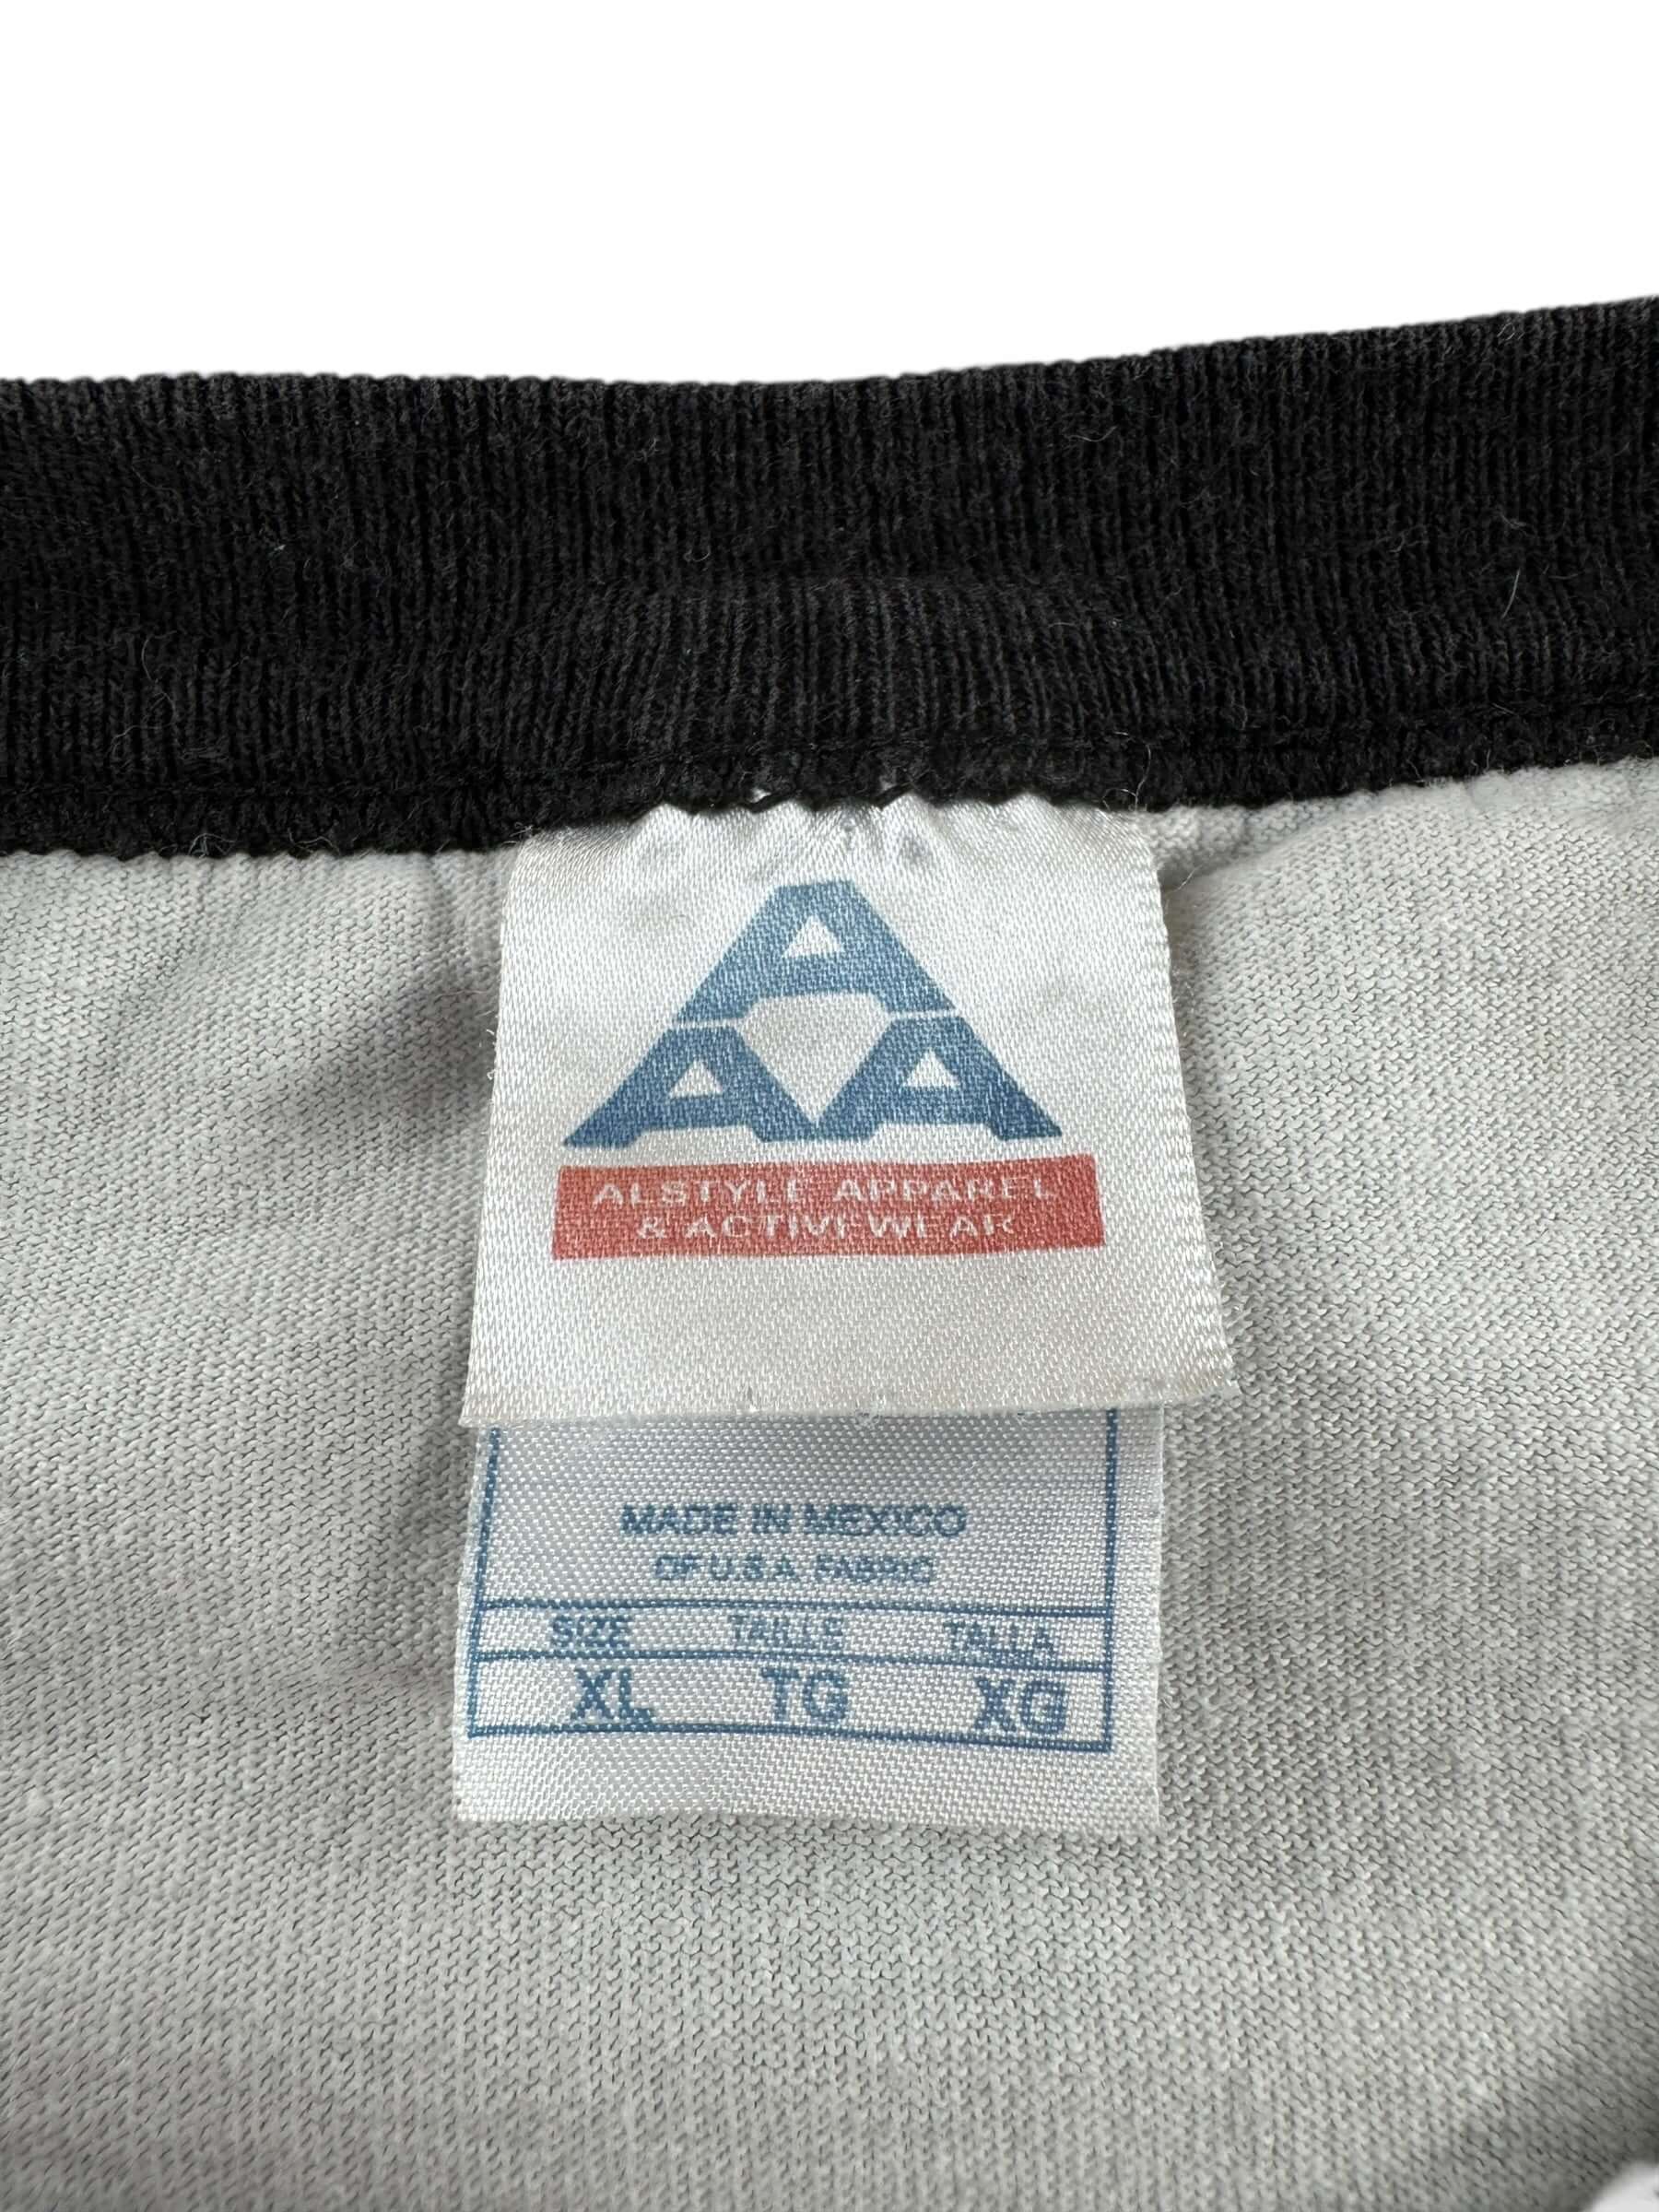 A
A A
ALSTYLE APPAREL
& ACTIVEWEAR
MADE IN MEXICO
OF U.S.A. FABRIC
SIZE TAILLE TALLA
XL TG XG